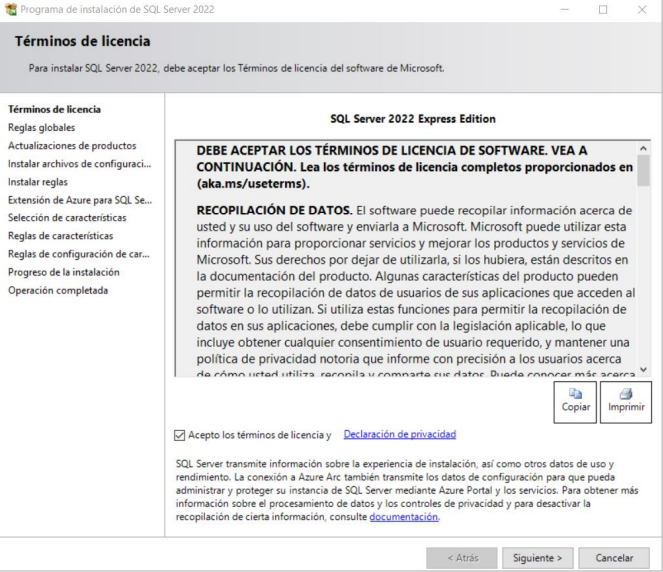 Programa de instalación de SQL Server 2022
Términos de licencia
Para instalar SQL Server 2022, debe aceptar los Términos de licencia del software de Microsoft.
Términos de licencia
Reglas globales
Actualizaciones de productos
Instalar archivos de configuraci...
Instalar reglas
Extensión de Azure para SQL Se...
Selección de características
Reglas de características
Reglas de configuración de car...
Progreso de la instalación
Operación completada
SQL Server 2022 Express Edition
DEBE ACEPTAR LOS TÉRMINOS DE LICENCIA DE SOFTWARE. VEA A
CONTINUACIÓN. Lea los términos de licencia completos proporcionados en
(aka.ms/useterms).
RECOPILACIÓN DE DATOS. El software puede recopilar información acerca de
usted y su uso del software y enviarla a Microsoft. Microsoft puede utilizar esta
información para proporcionar servicios y mejorar los productos y servicios de
Microsoft. Sus derechos por dejar de utilizarla, si los hubiera, están descritos en
la documentación del producto. Algunas características del producto pueden
permitir la recopilación de datos de usuarios de sus aplicaciones que acceden al
software o lo utilizan. Si utiliza estas funciones para permitir la recopilación de
datos en sus aplicaciones, debe cumplir con la legislación aplicable, lo que
incluye obtener cualquier consentimiento de usuario requerido, y mantener una
política de privacidad notoria que informe con precisión a los usuarios acerca
de cómo usted utiliza, recopila y comparte sus datos. Puede conocer más acerca
Copiar
Imprimir
Acepto los términos de licencia y Declaración de privacidad
SQL Server transmite información sobre la experiencia de instalación, así como otros datos de uso y
rendimiento. La conexión a Azure Arc también transmite los datos de configuración para que pueda
administrar y proteger su instancia de SQL Server mediante Azure Portal y los servicios. Para obtener más
información sobre el procesamiento de datos y los controles de privacidad y para desactivar la
recopilación de cierta información, consulte documentación.
< Atrás
Siguiente >
Cancelar